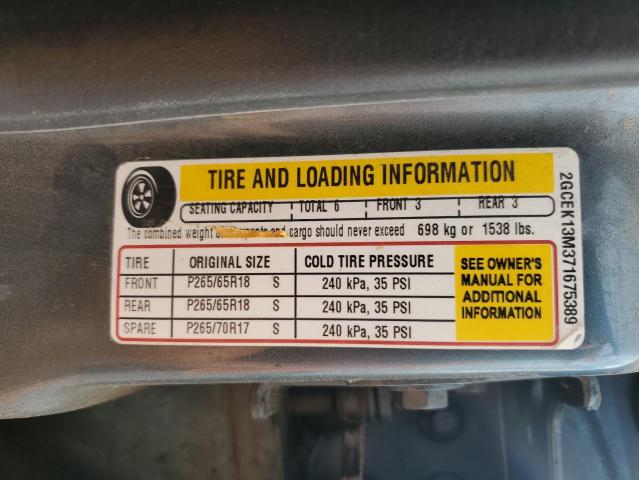 TIRE AND LOADING INFORMATION
SEATING CAPACITY TOTAL 6 FRONT 3 REAR 3
The combined weight of occupants and cargo should never exceed 698 kg or 1538 lbs.
TIRE ORIGINAL SIZE COLD TIRE PRESSURE
FRONT P265/65R18 S 240 kPa, 35 PSI
REAR P265/65R18 S 240 kPa, 35 PSI
SPARE P265/70R17 S 240 kPa, 35 PSI
SEE OWNER'S
MANUAL FOR
ADDITIONAL
INFORMATION
2GCEK13M371675389